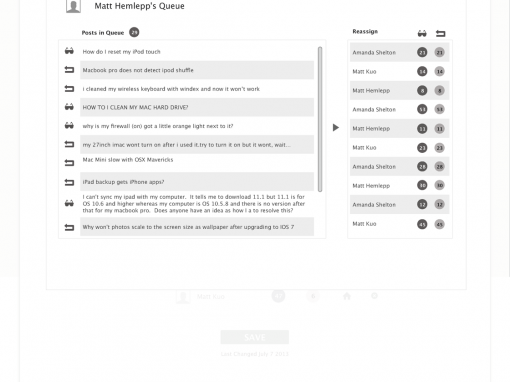 Matt Hemlepp's Queue
Posts in Queue 29
Reassign
How do I reset my iPod touch
Macbook pro does not detect ipod shuffle
i cleaned my wireless keyboard with windex and now it won't work
HOW TO I CLEAN MY MAC HARD DRIVE?
why is my firewall (on) got a little orange light next to it?
my 27inch imac wont turn on after i used it.try to turn it on but it wont, wait...
Mac Mini slow with OSX Mavericks
iPad backup gets iPhone apps?
I can't sync my ipad with my computer. It tells me to download 11.1 but 11.1 is for
OS 10.6 and higher whereas my computer is OS 10.5.8 and there is no version after
that for my macbook pro. Does anyone have an idea as how I a to resolve this?
Why won't photos scale to the screen size as wallpaper after upgrading to IOS 7
Amanda Shelton 21 21
Matt Kuo 14 14
Matt Hemlepp 8 8
Amanda Shelton 53 53
Matt Hemlepp 11 11
Matt Kuo 23 23
Amanda Shelton 28 28
Matt Hemlepp 30 30
Amanda Shelton 12 12
Matt Kuo 45 45
Matt Kuo
SAVE
Last Changed July 7 2013